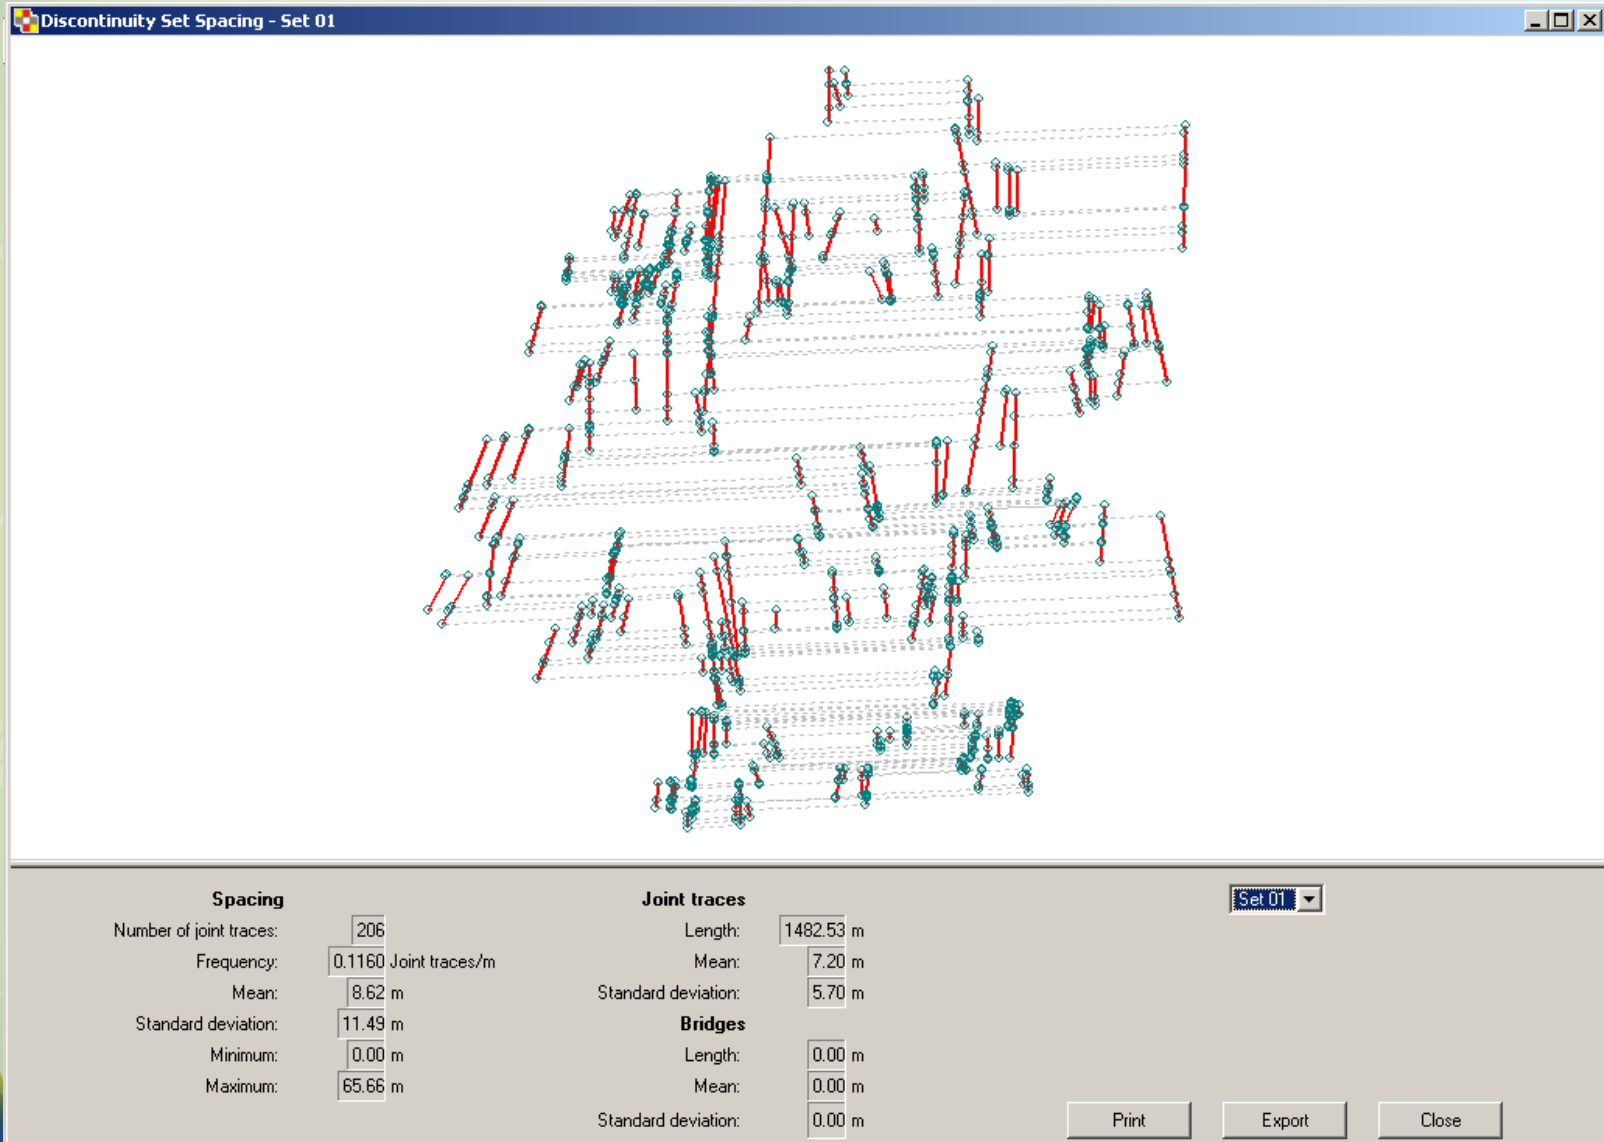 Discontinuity Set Spacing - Set 01
Spacing
Number of joint traces: 206
Frequency: 0.1160 Joint traces/m
Mean: 8.62 m
Standard deviation: 11.49 m
Minimum: 0.00 m
Maximum: 65.66 m
Joint traces
Length: 1482.53 m
Mean: 7.20 m
Standard deviation: 5.70 m
Bridges
Length: 0.00 m
Mean: 0.00 m
Standard deviation: 0.00 m
Set 01
Print Export Close